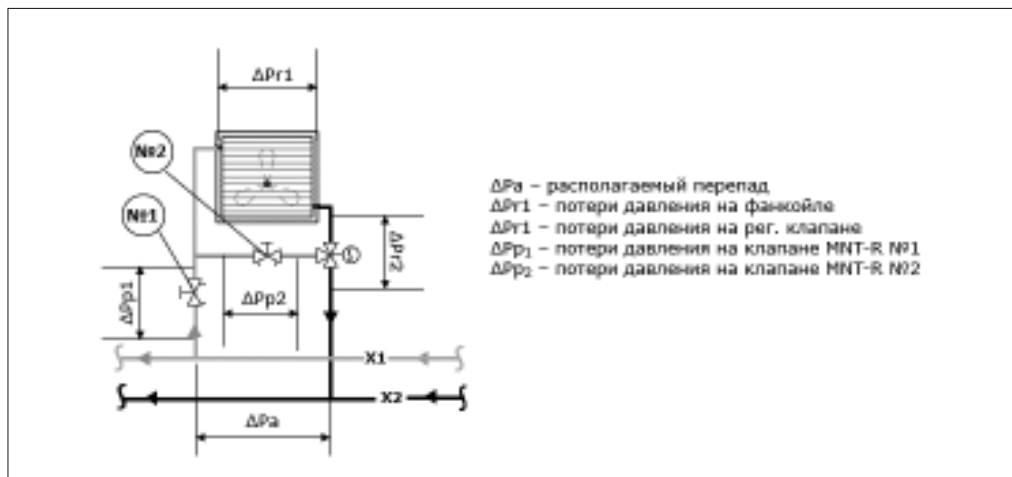 ΔPr1
№2
№1
ΔPr2
ΔPp1
ΔPp2
X1
X2
ΔPa
ΔPa – располагаемый перепад
ΔPr1 – потери давления на фанкойле
ΔPr1 – потери давления на рег. клапане
ΔPp₁ – потери давления на клапане MNT-R №1
ΔPp₂ – потери давления на клапане MNT-R №2